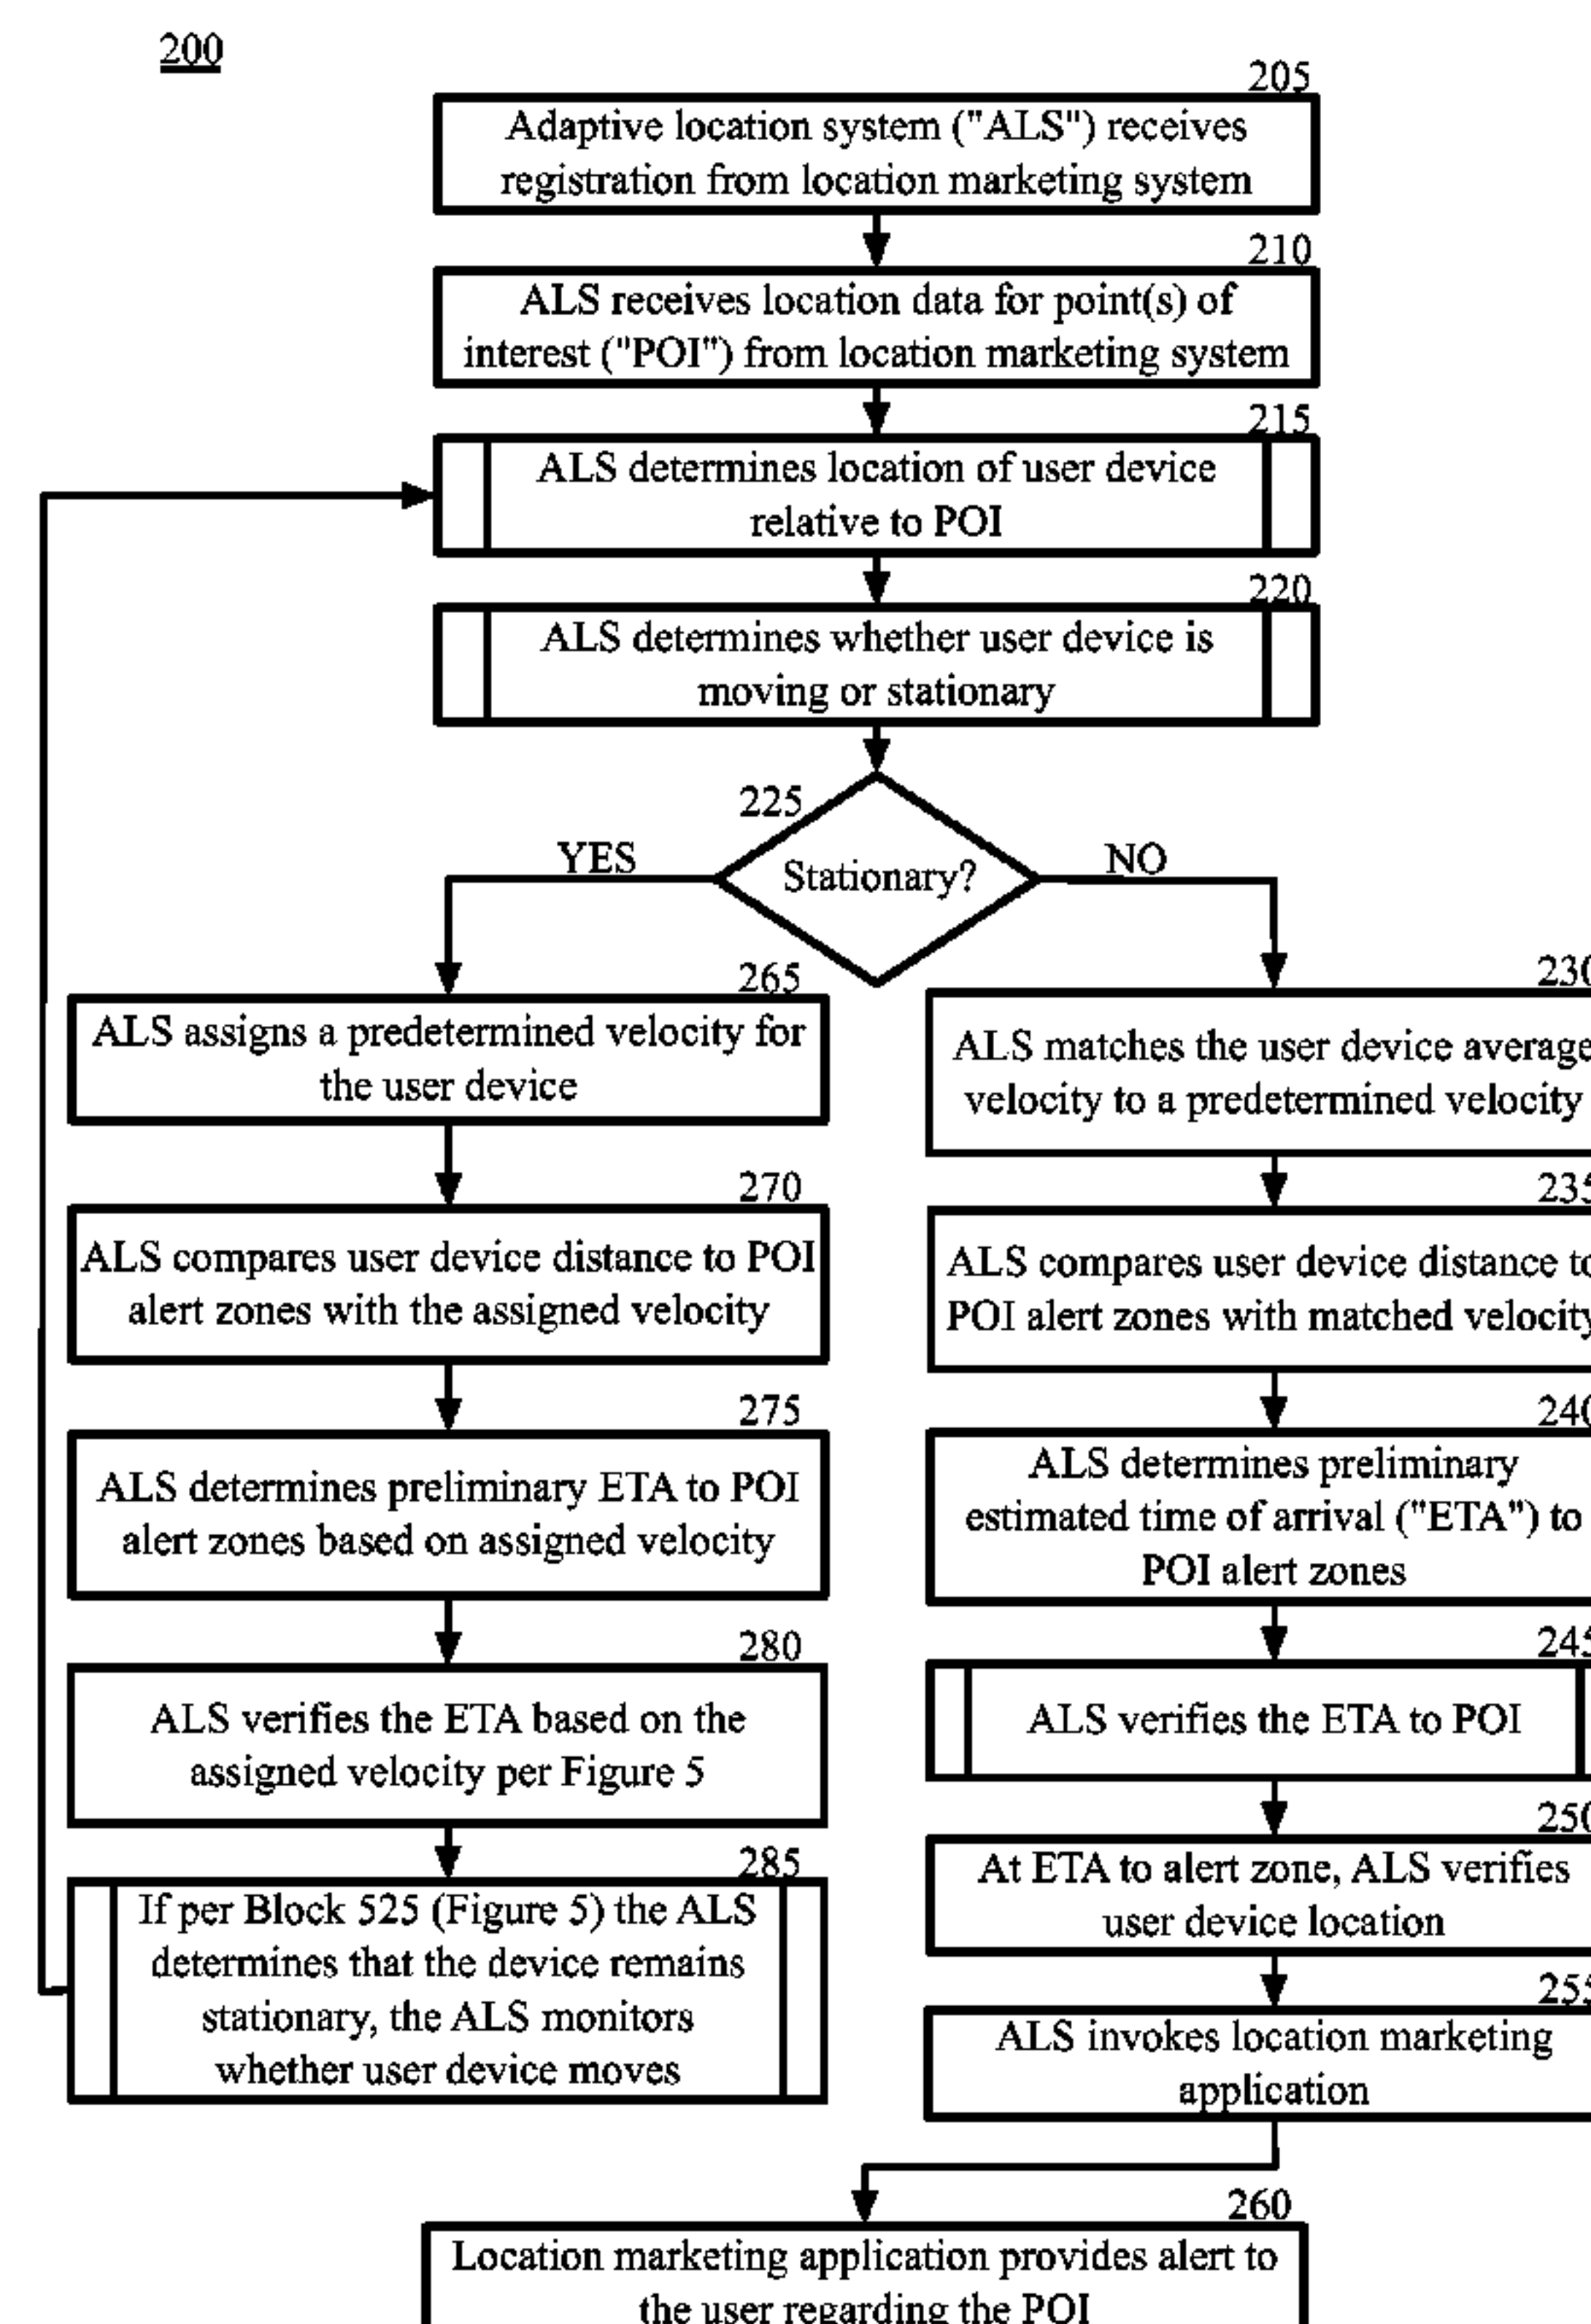 200
205
Adaptive location system ("ALS") receives
registration from location marketing system
210
ALS receives location data for point(s) of
interest ("POI") from location marketing system
215
ALS determines location of user device
relative to POI
220
ALS determines whether user device is
moving or stationary
225
Stationary?
YES
NO
265
ALS assigns a predetermined velocity for
the user device
270
ALS compares user device distance to POI
alert zones with the assigned velocity
275
ALS determines preliminary ETA to POI
alert zones based on assigned velocity
280
ALS verifies the ETA based on the
assigned velocity per Figure 5
285
If per Block 525 (Figure 5) the ALS
determines that the device remains
stationary, the ALS monitors
whether user device moves
230
ALS matches the user device average
velocity to a predetermined velocity
235
ALS compares user device distance to
POI alert zones with matched velocity
240
ALS determines preliminary
estimated time of arrival ("ETA") to
POI alert zones
245
ALS verifies the ETA to POI
250
At ETA to alert zone, ALS verifies
user device location
255
ALS invokes location marketing
application
260
Location marketing application provides alert to
the user regarding the POI